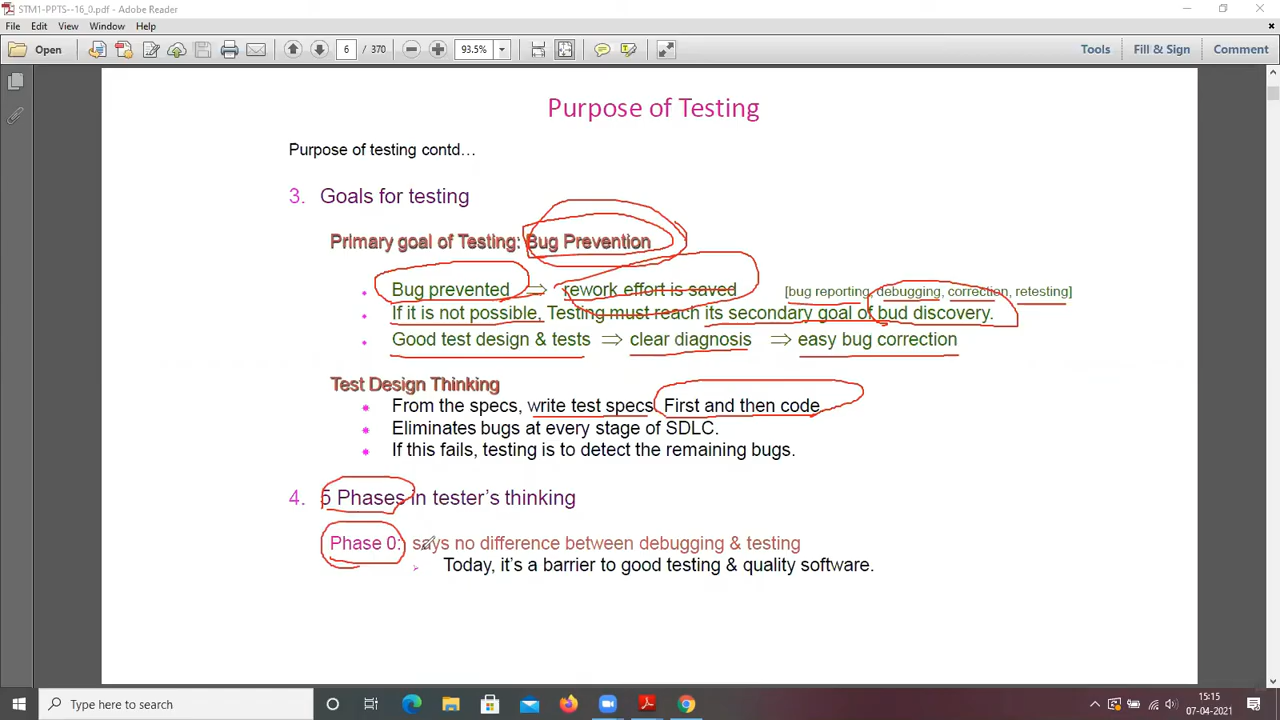 STM1-PPTS--16_0.pdf - Adobe Reader
File Edit View Window Help
Open 6 / 370 93.5% Tools Fill & Sign Comment
Purpose of Testing
Purpose of testing contd…
3. Goals for testing
Primary goal of Testing: Bug Prevention
Bug prevented ⇒ rework effort is saved [bug reporting, debugging, correction, retesting]
If it is not possible, Testing must reach its secondary goal of bud discovery.
Good test design & tests ⇒ clear diagnosis ⇒ easy bug correction
Test Design Thinking
From the specs, write test specs. First and then code.
Eliminates bugs at every stage of SDLC.
If this fails, testing is to detect the remaining bugs.
4. 5 Phases in tester's thinking
Phase 0: says no difference between debugging & testing
Today, it's a barrier to good testing & quality software.
Type here to search
15:15
07-04-2021